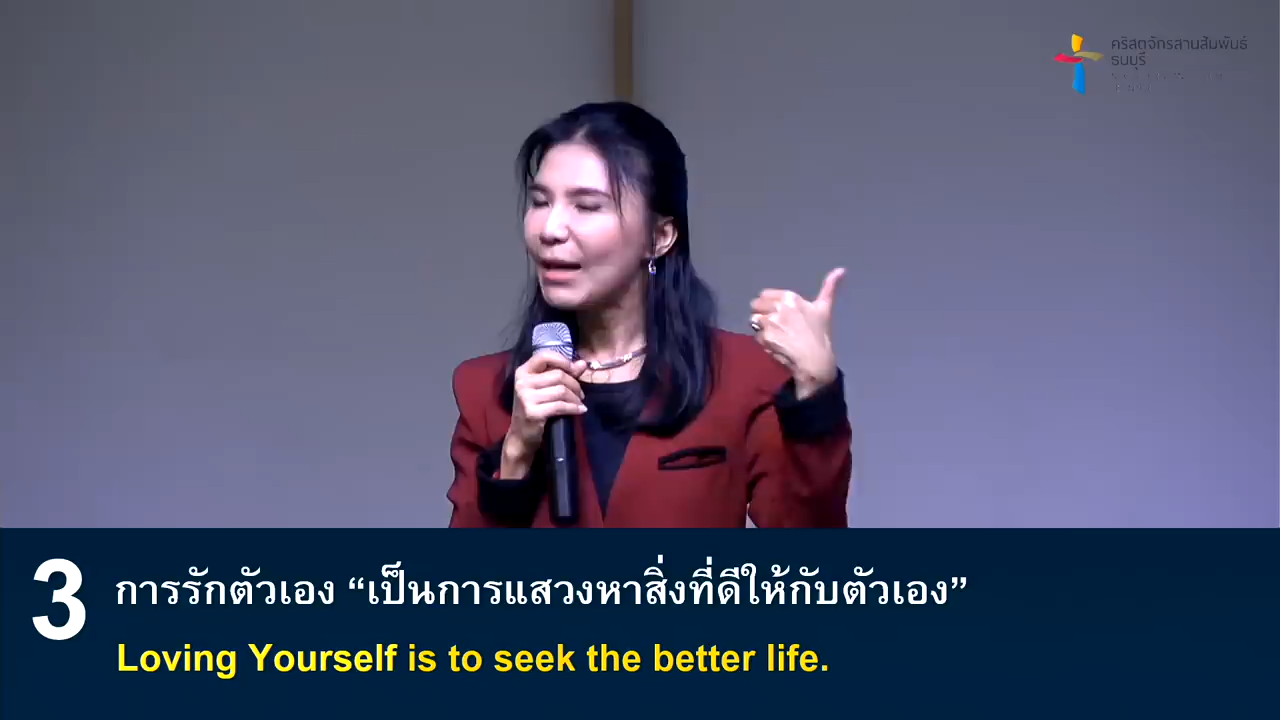 คริสตจักรสานสัมพันธ์
ธนบุรี
3
การรักตัวเอง “เป็นการแสวงหาสิ่งที่ดีให้กับตัวเอง”
Loving Yourself is to seek the better life.